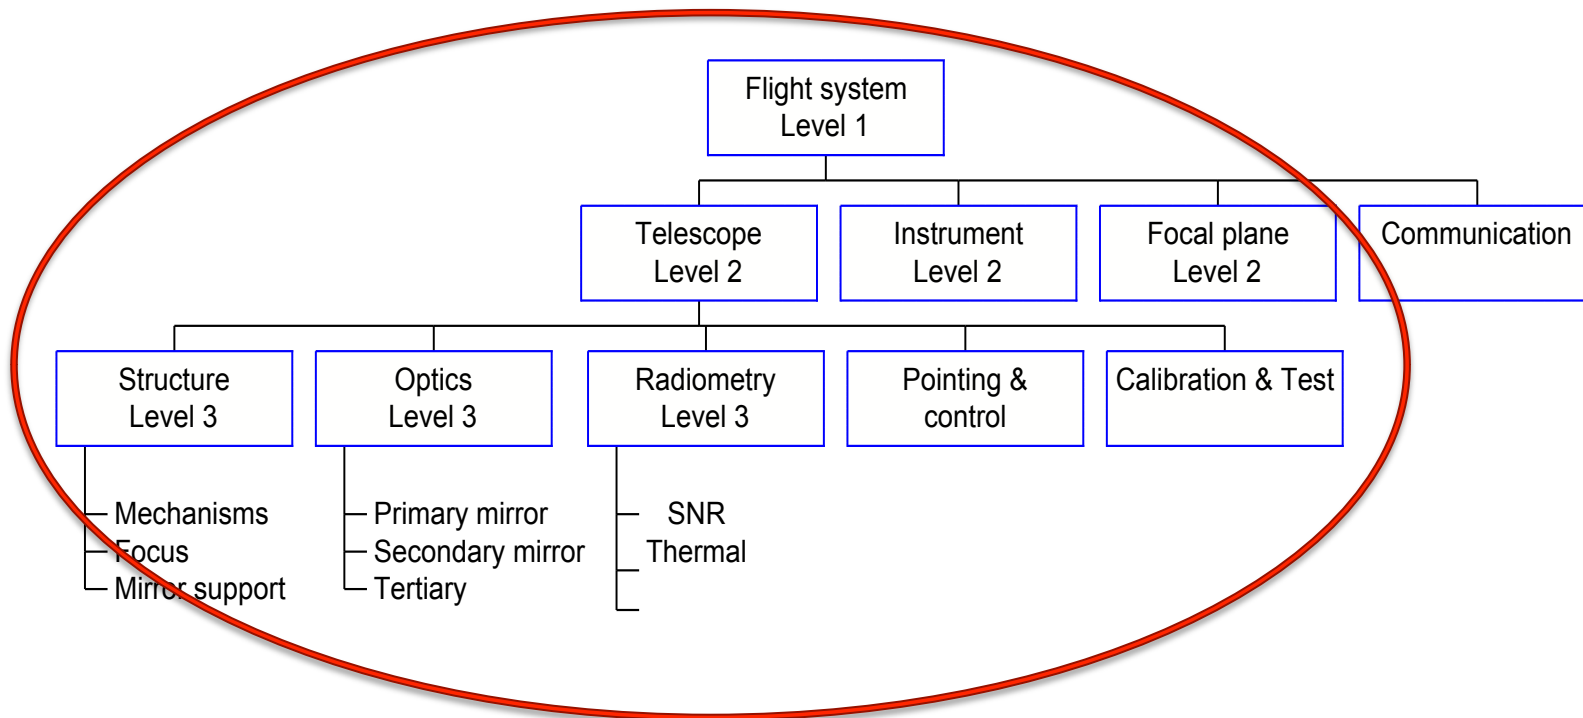 Flight system
Level 1
Telescope
Level 2
Instrument
Level 2
Focal plane
Level 2
Communication
Structure
Level 3
Optics
Level 3
Radiometry
Level 3
Pointing &
control
Calibration & Test
Mechanisms
Focus
Mirror support
Primary mirror
Secondary mirror
Tertiary
SNR
Thermal